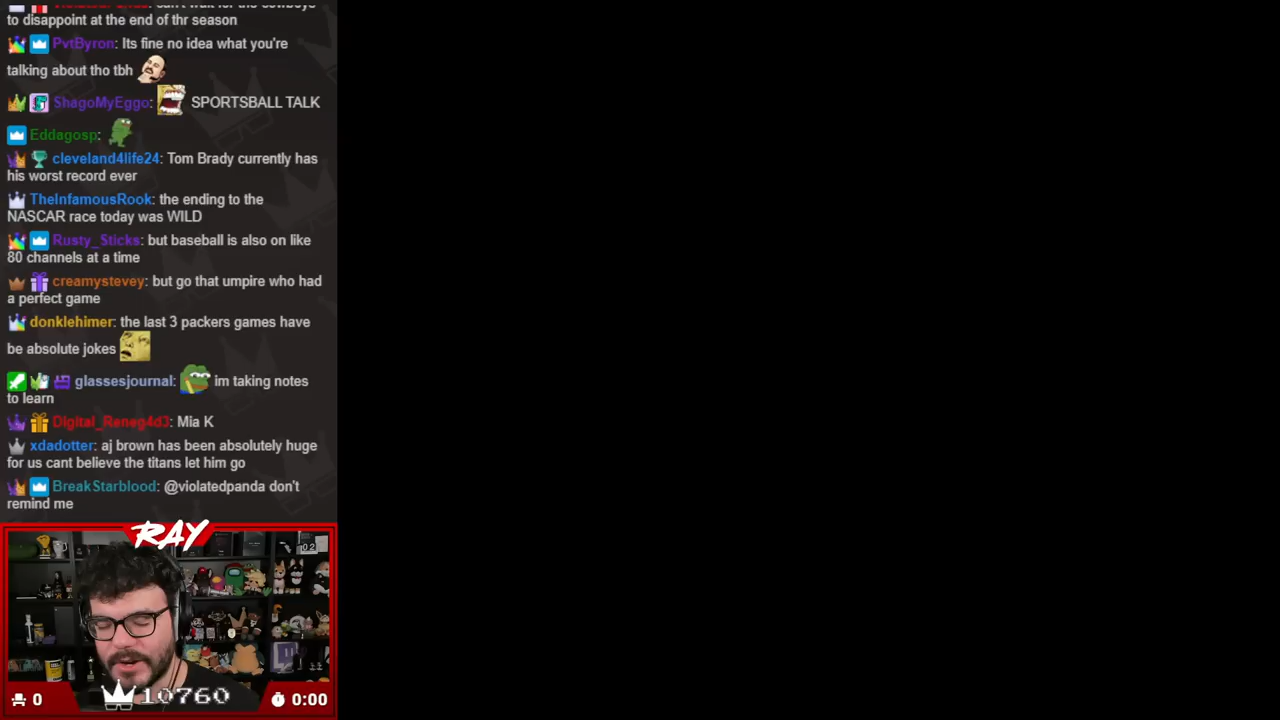 to disappoint at the end of thr season
PvtByron: Its fine no idea what you're
talking about tho tbh
ShagoMyEggo: SPORTSBALL TALK
Eddagosp:
cleveland4life24: Tom Brady currently has
his worst record ever
TheInfamousRook: the ending to the
NASCAR race today was WILD
Rusty_Sticks: but baseball is also on like
80 channels at a time
creamystevey: but go that umpire who had
a perfect game
donklehimer: the last 3 packers games have
be absolute jokes
glassesjournal: im taking notes
to learn
Digital_Reneg4d3: Mia K
xdadotter: aj brown has been absolutely huge
for us cant believe the titans let him go
BreakStarblood: @violatedpanda don't
remind me
RAY
0
10760
0:00